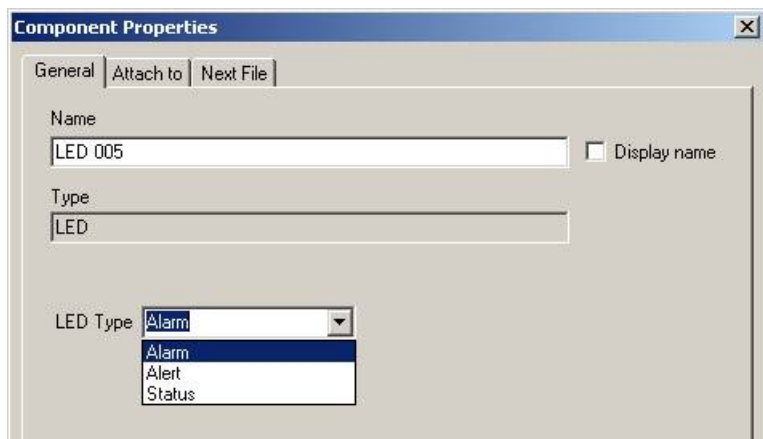 Component Properties
General Attach to Next File
Name
LED 005
Display name
Type
LED
LED Type Alarm
Alarm
Alert
Status